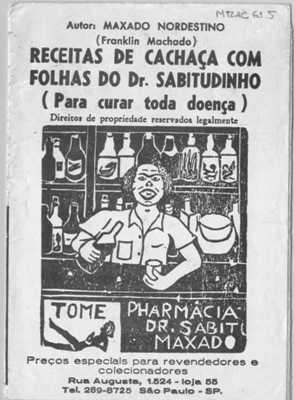 MRAC 61.5
Autor: MAXADO NORDESTINO
(Franklin Machado)
RECEITAS DE CACHAÇA COM
FOLHAS DO Dr. SABITUDINHO
( Para curar toda doença )
Direitos de propriedade reservados legalmente
TOME
PHARMACIA
DR. SABIT
MAXADO
Preços especiais para revendedores e
colecionadores
Rua Augusta, 1.524 - loja 55
Tel. 289-8725 São Paulo - SP.